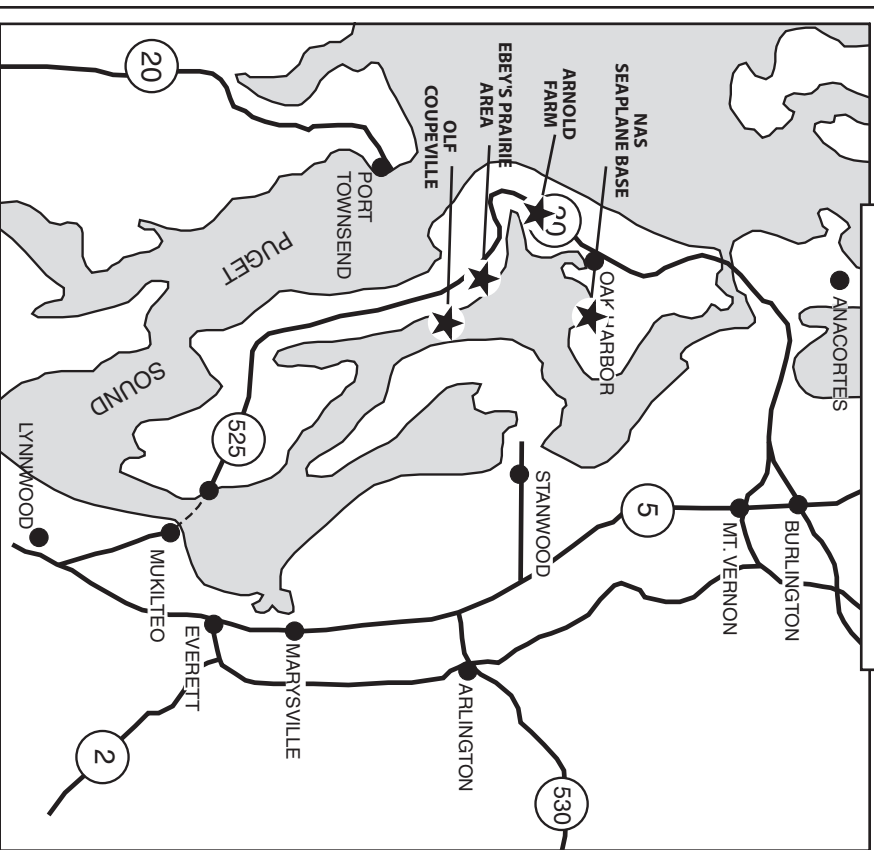 ANACORTES
BURLINGTON
MT. VERNON
5
NAS
SEAPLANE BASE
OAK HARBOR
ARNOLD
FARM
20
530
STANWOOD
EBEY'S PRAIRIE
AREA
OLF
COUPEVILLE
ARLINGTON
PORT
TOWNSEND
PUGET
SOUND
MARYSVILLE
525
EVERETT
MUKILTEO
20
2
LYNNWOOD